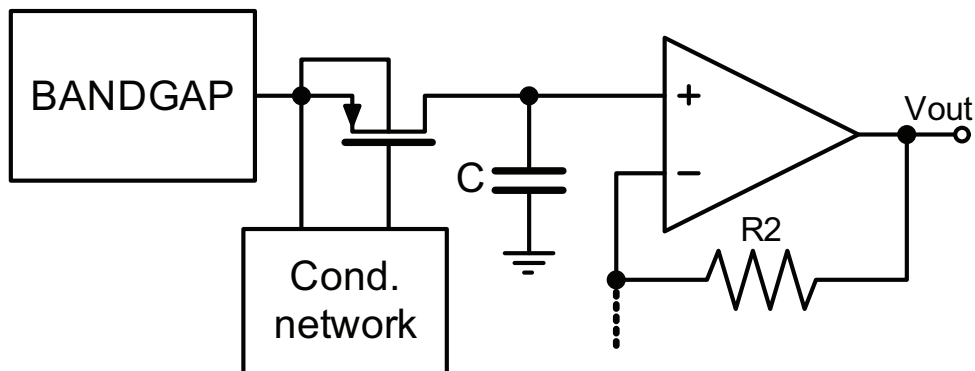 BANDGAP
+
Vout
C
−
R2
Cond.
network